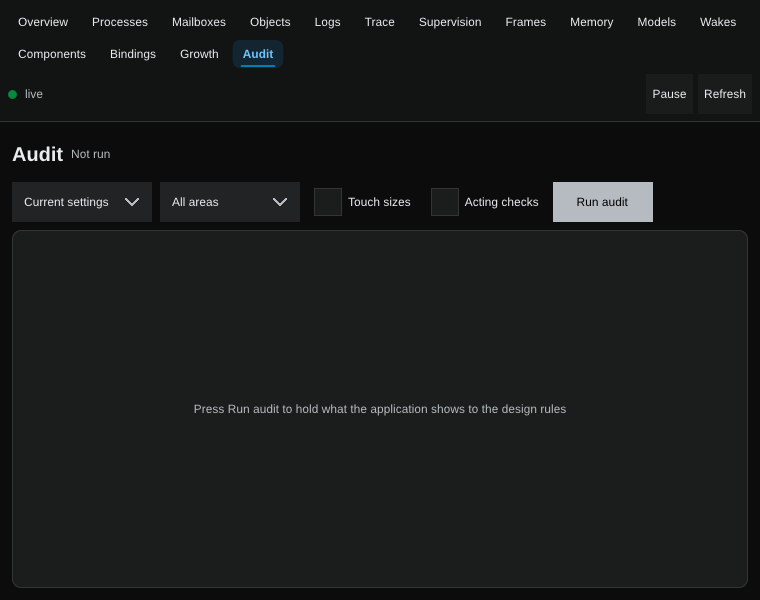 Overview Processes Mailboxes Objects Logs Trace Supervision Frames Memory Models Wakes
Components Bindings Growth Audit
live Pause Refresh
Audit Not run
Current settings All areas Touch sizes Acting checks Run audit
Press Run audit to hold what the application shows to the design rules